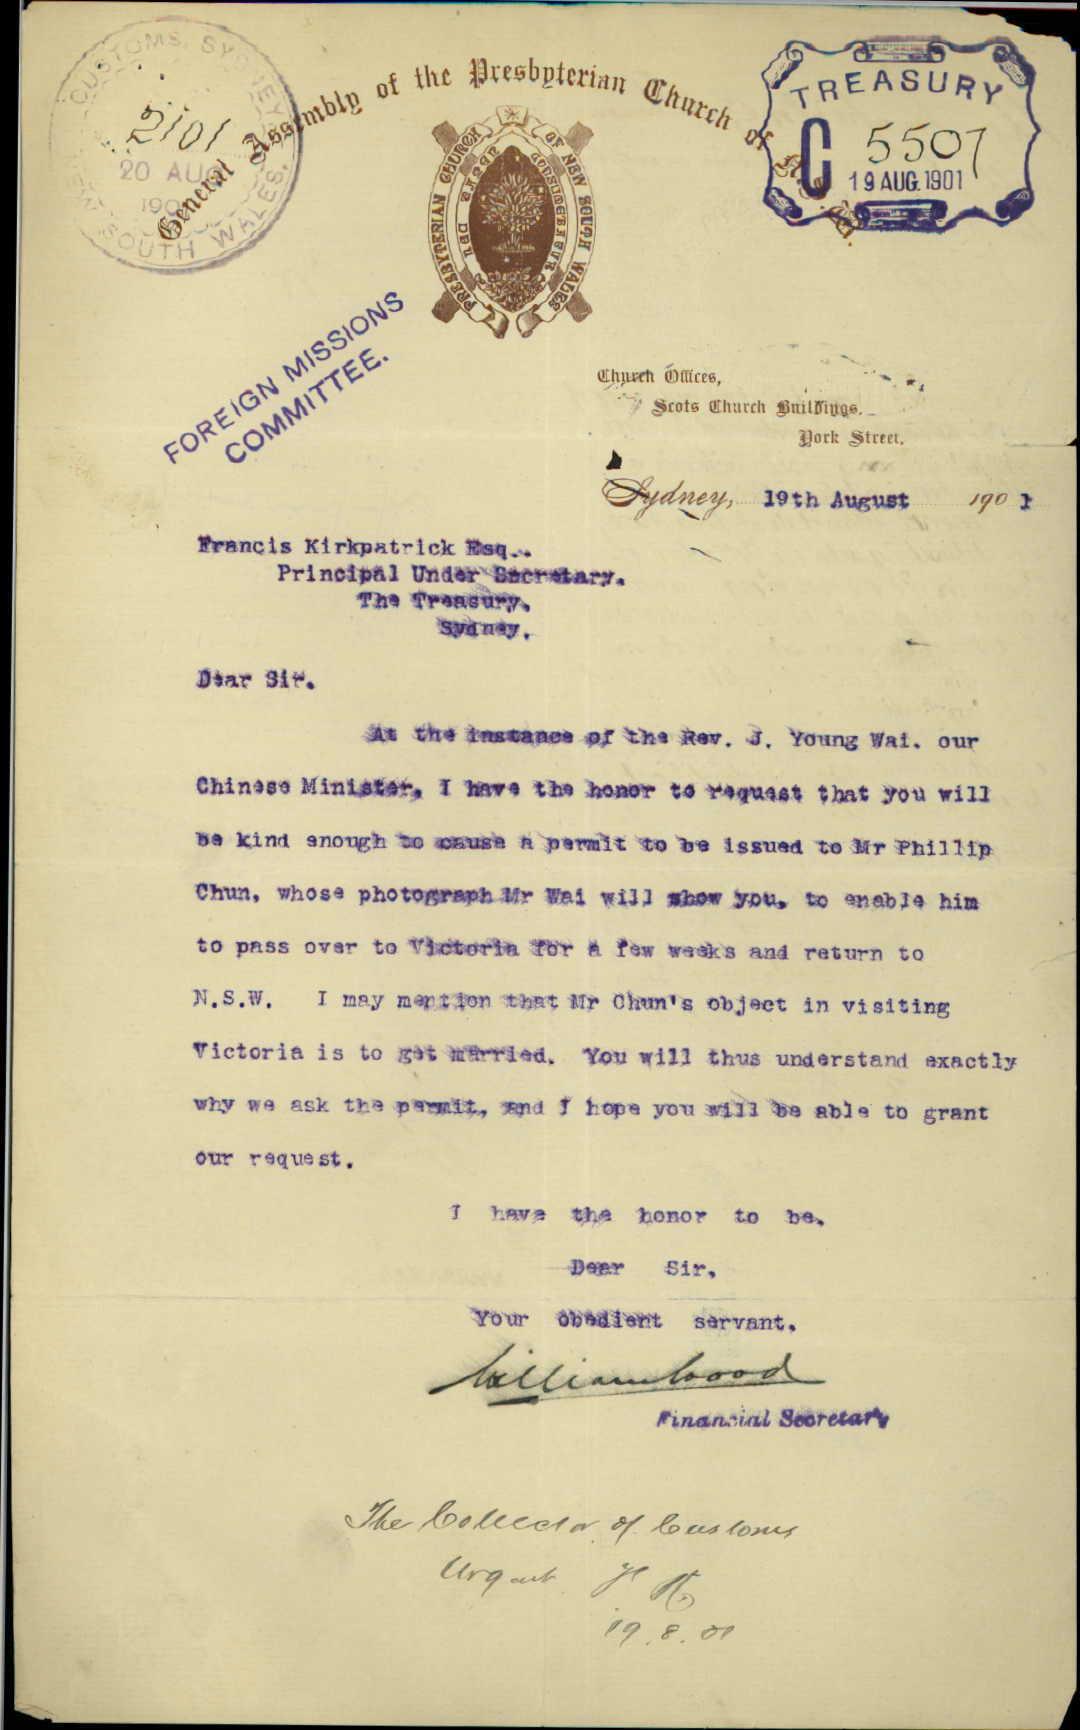 CUSTOMS, SYDNEY,
2101
20 AUG
190
NEW SOUTH WALES.
General Assembly of the Presbyterian Church of N.S.W.
TREASURY
C 5507
19 AUG. 1901
PRESBYTERIAN CHURCH OF NEW SOUTH WALES
FOREIGN MISSIONS
COMMITTEE.
Church Offices,
Scots Church Buildings.
York Street.
Sydney, 19th August 1901
Francis Kirkpatrick Esq..
Principal Under Secretary.
The Treasury.
Sydney.
Dear Sir.
At the instance of the Rev. J. Young Wai. our
Chinese Minister, I have the honor to request that you will
be kind enough to cause a permit to be issued to Mr Phillip
Chun, whose photograph Mr Wai will show you, to enable him
to pass over to Victoria for a few weeks and return to
N.S.W. I may mention that Mr Chun's object in visiting
Victoria is to get married. You will thus understand exactly
why we ask the permit, and I hope you will be able to grant
our request.
I have the honor to be.
Dear Sir.
Your obedient servant.
William Wood
Financial Secretary
The Collector of Customs
Urgent FK
19.8.01